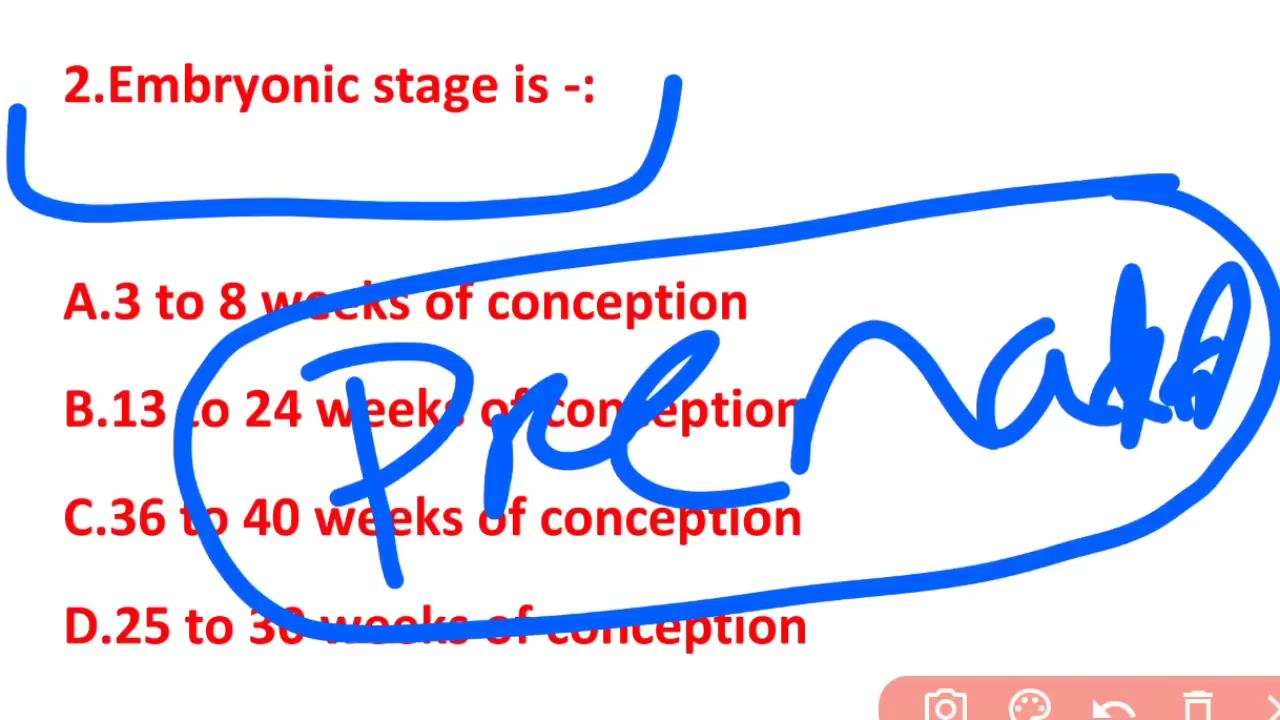 2.Embryonic stage is -:
A.3 to 8 weeks of conception
B.13 to 24 weeks of conception
C.36 to 40 weeks of conception
D.25 to 30 weeks of conception